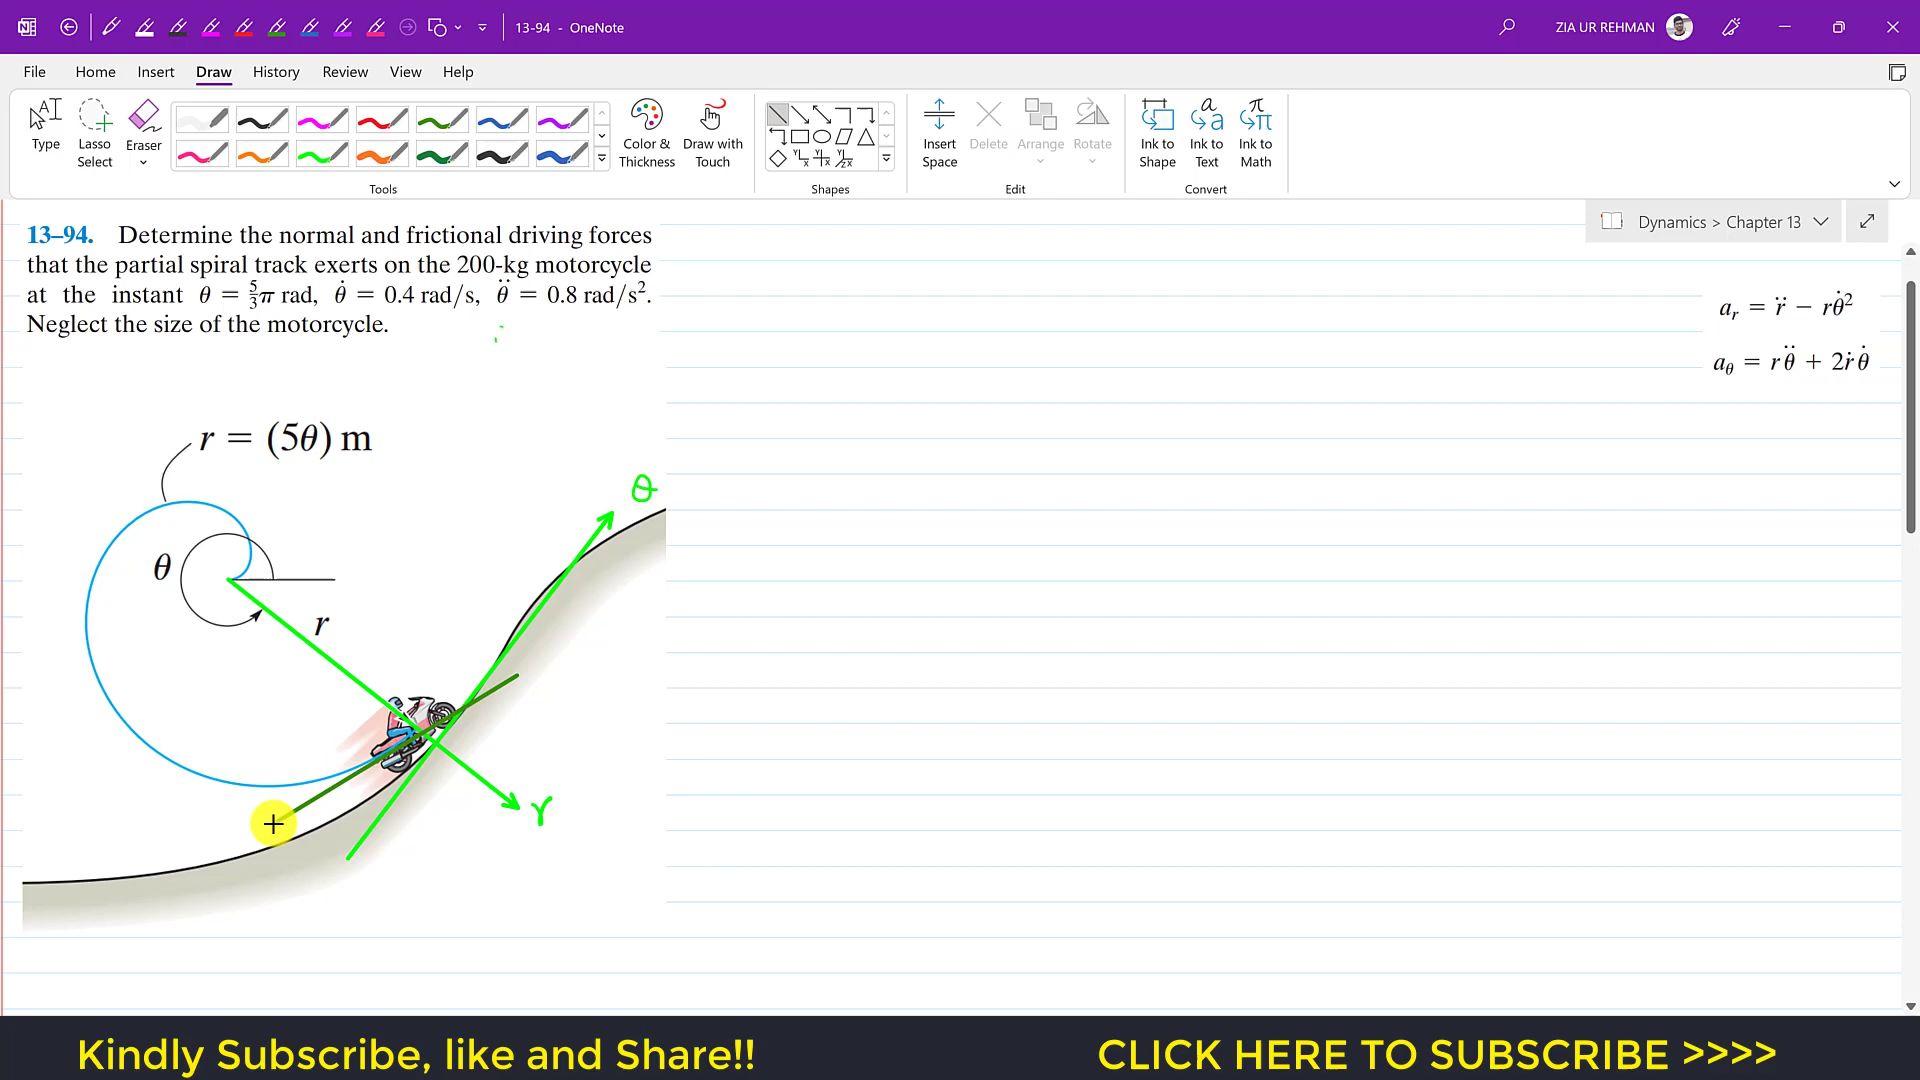 13-94 - OneNote
ZIA UR REHMAN
File Home Insert Draw History Review View Help
Type
Lasso Select
Eraser
Color & Thickness
Draw with Touch
Insert Space
Delete
Arrange
Rotate
Ink to Shape
Ink to Text
Ink to Math
Tools
Shapes
Edit
Convert
Dynamics > Chapter 13
13–94. Determine the normal and frictional driving forces
that the partial spiral track exerts on the 200-kg motorcycle
at the instant θ = 5/3 π rad, θ̇ = 0.4 rad/s, θ̈ = 0.8 rad/s².
Neglect the size of the motorcycle.
a_r = r̈ − rθ̇²
a_θ = rθ̈ + 2ṙθ̇
r = (5θ) m
θ
θ
r
r
Kindly Subscribe, like and Share!!
CLICK HERE TO SUBSCRIBE >>>>